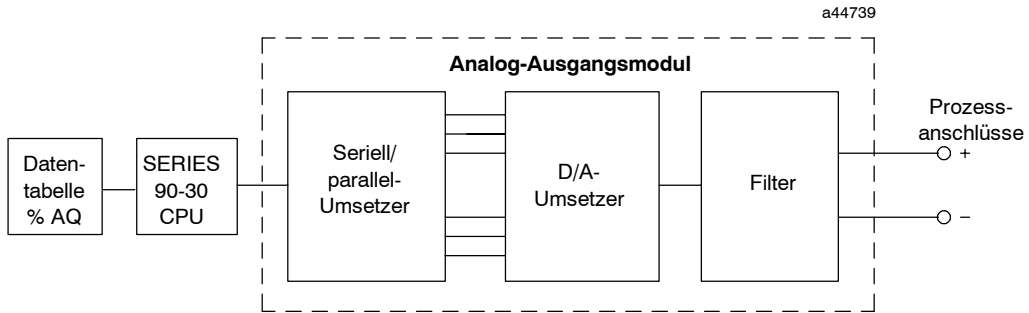 a44739
Analog-Ausgangsmodul
Daten-
tabelle
% AQ
SERIES
90-30
CPU
Seriell/
parallel-
Umsetzer
D/A-
Umsetzer
Filter
Prozess-
anschlüsse
+
−